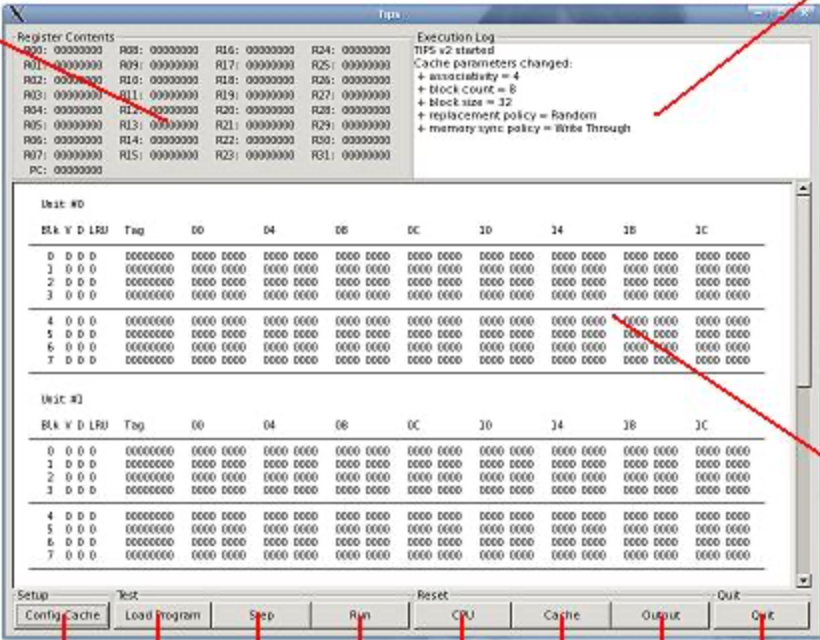 Tips
Register Contents
R00: 00000000 R08: 00000000 R16: 00000000 R24: 00000000
R01: 00000000 R09: 00000000 R17: 00000000 R25: 00000000
R02: 00000000 R10: 00000000 R18: 00000000 R26: 00000000
R03: 00000000 R11: 00000000 R19: 00000000 R27: 00000000
R04: 00000000 R12: 00000000 R20: 00000000 R28: 00000000
R05: 00000000 R13: 00000000 R21: 00000000 R29: 00000000
R06: 00000000 R14: 00000000 R22: 00000000 R30: 00000000
R07: 00000000 R15: 00000000 R23: 00000000 R31: 00000000
PC: 00000000
Execution Log
TIPS v2 started
Cache parameters changed:
+ associativity = 4
+ block count = 8
+ block size = 32
+ replacement policy = Random
+ memory sync policy = Write Through
Unit #0
Blk V D LRU Tag 00 04 08 0C 10 14 18 1C
0 0 0 0 00000000 0000 0000 0000 0000 0000 0000 0000 0000 0000 0000 0000 0000 0000 0000 0000 0000
1 0 0 0 00000000 0000 0000 0000 0000 0000 0000 0000 0000 0000 0000 0000 0000 0000 0000 0000 0000
2 0 0 0 00000000 0000 0000 0000 0000 0000 0000 0000 0000 0000 0000 0000 0000 0000 0000 0000 0000
3 0 0 0 00000000 0000 0000 0000 0000 0000 0000 0000 0000 0000 0000 0000 0000 0000 0000 0000 0000
4 0 0 0 00000000 0000 0000 0000 0000 0000 0000 0000 0000 0000 0000 0000 0000 0000 0000 0000 0000
5 0 0 0 00000000 0000 0000 0000 0000 0000 0000 0000 0000 0000 0000 0000 0000 0000 0000 0000 0000
6 0 0 0 00000000 0000 0000 0000 0000 0000 0000 0000 0000 0000 0000 0000 0000 0000 0000 0000 0000
7 0 0 0 00000000 0000 0000 0000 0000 0000 0000 0000 0000 0000 0000 0000 0000 0000 0000 0000 0000
Unit #1
Blk V D LRU Tag 00 04 08 0C 10 14 18 1C
0 0 0 0 00000000 0000 0000 0000 0000 0000 0000 0000 0000 0000 0000 0000 0000 0000 0000 0000 0000
1 0 0 0 00000000 0000 0000 0000 0000 0000 0000 0000 0000 0000 0000 0000 0000 0000 0000 0000 0000
2 0 0 0 00000000 0000 0000 0000 0000 0000 0000 0000 0000 0000 0000 0000 0000 0000 0000 0000 0000
3 0 0 0 00000000 0000 0000 0000 0000 0000 0000 0000 0000 0000 0000 0000 0000 0000 0000 0000 0000
4 0 0 0 00000000 0000 0000 0000 0000 0000 0000 0000 0000 0000 0000 0000 0000 0000 0000 0000 0000
5 0 0 0 00000000 0000 0000 0000 0000 0000 0000 0000 0000 0000 0000 0000 0000 0000 0000 0000 0000
6 0 0 0 00000000 0000 0000 0000 0000 0000 0000 0000 0000 0000 0000 0000 0000 0000 0000 0000 0000
7 0 0 0 00000000 0000 0000 0000 0000 0000 0000 0000 0000 0000 0000 0000 0000 0000 0000 0000 0000
Setup Test Reset Quit
Config Cache Load Program Step Run CPU Cache Output Quit